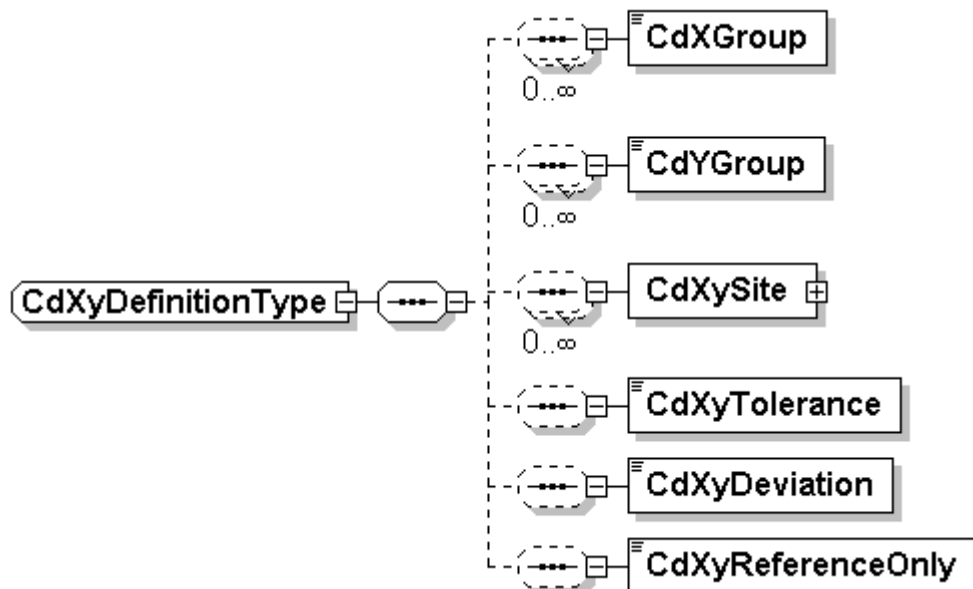 CdXGroup
0..∞
CdYGroup
0..∞
CdXyDefinitionType
CdXySite
0..∞
CdXyTolerance
CdXyDeviation
CdXyReferenceOnly